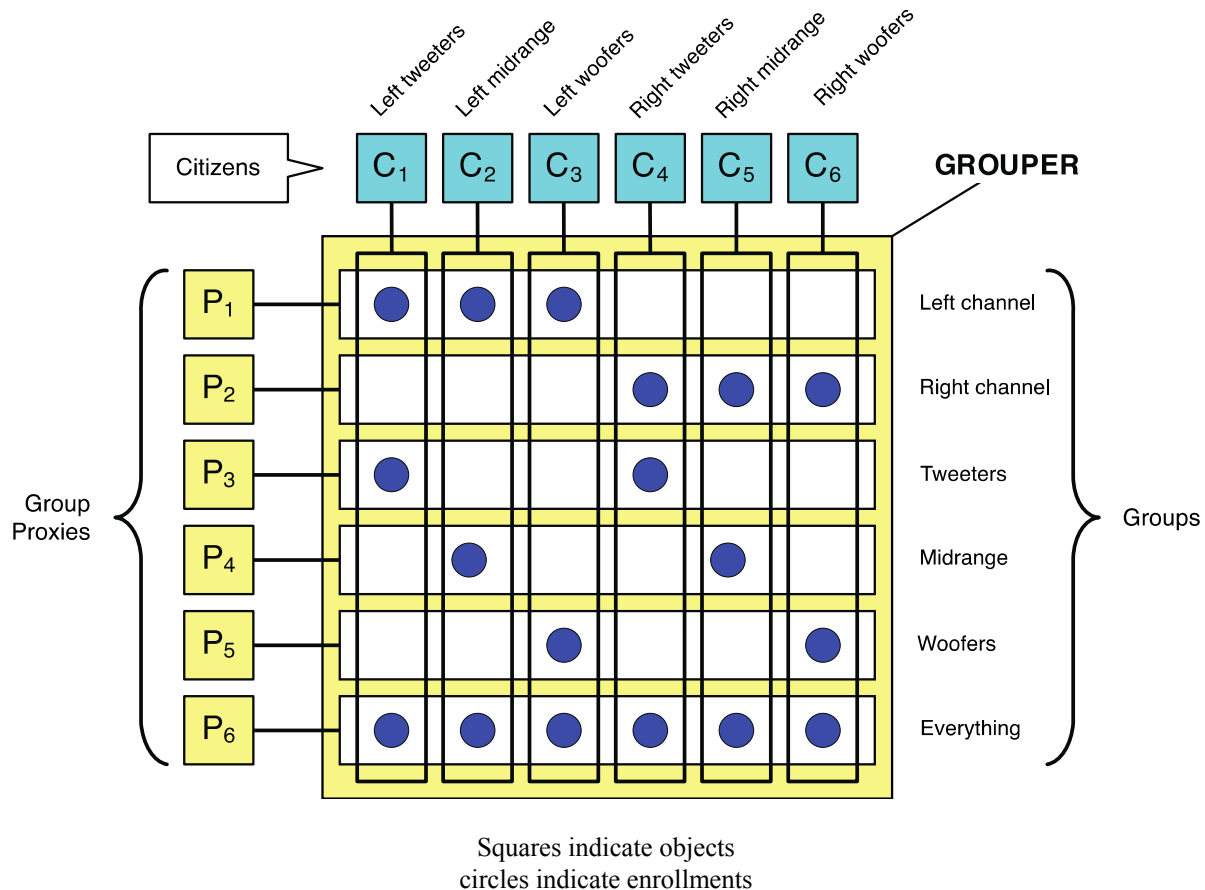 Left tweeters
Left midrange
Left woofers
Right tweeters
Right midrange
Right woofers
Citizens
C1
C2
C3
C4
C5
C6
GROUPER
P1
Left channel
P2
Right channel
P3
Tweeters
Group
Proxies
Groups
P4
Midrange
P5
Woofers
P6
Everything
Squares indicate objects
circles indicate enrollments